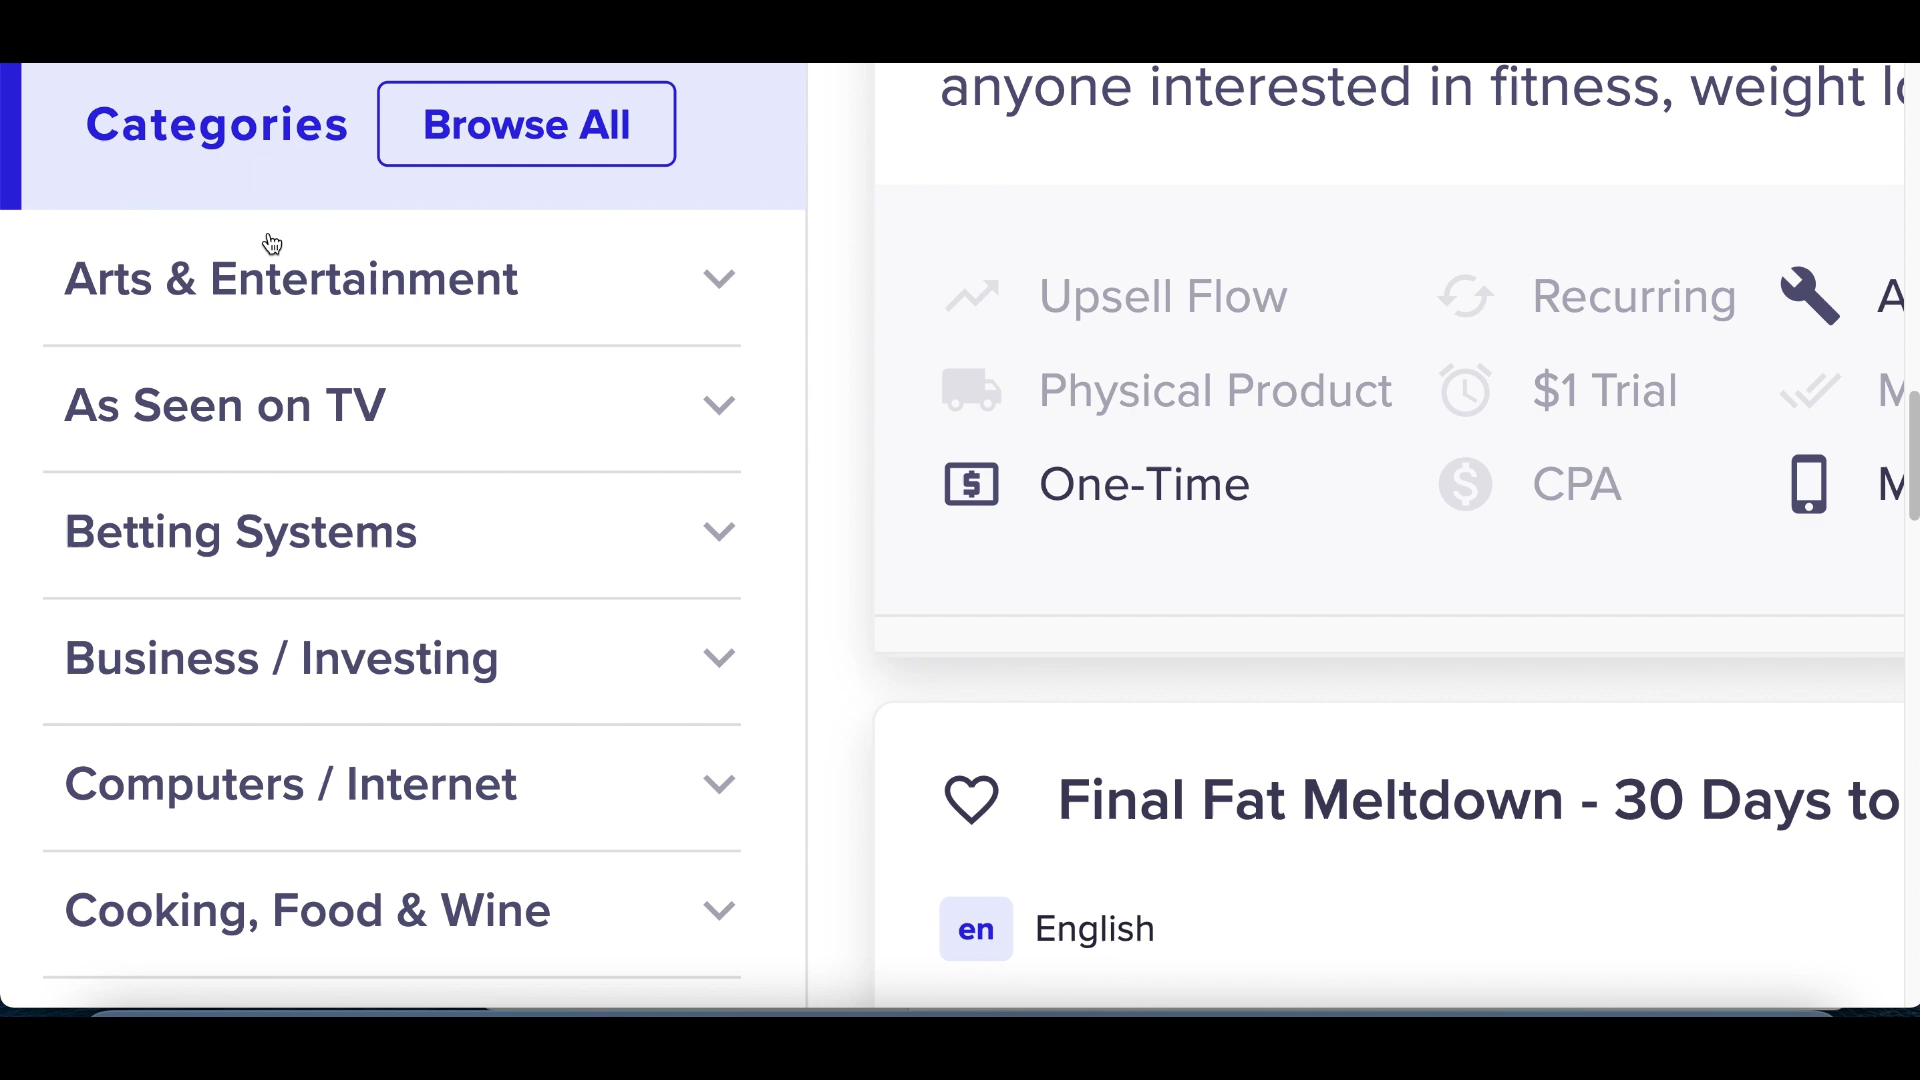 Categories
Browse All
Arts & Entertainment
As Seen on TV
Betting Systems
Business / Investing
Computers / Internet
Cooking, Food & Wine
anyone interested in fitness, weight
Upsell Flow
Recurring
Physical Product
$1 Trial
One-Time
CPA
Final Fat Meltdown - 30 Days to
en
English